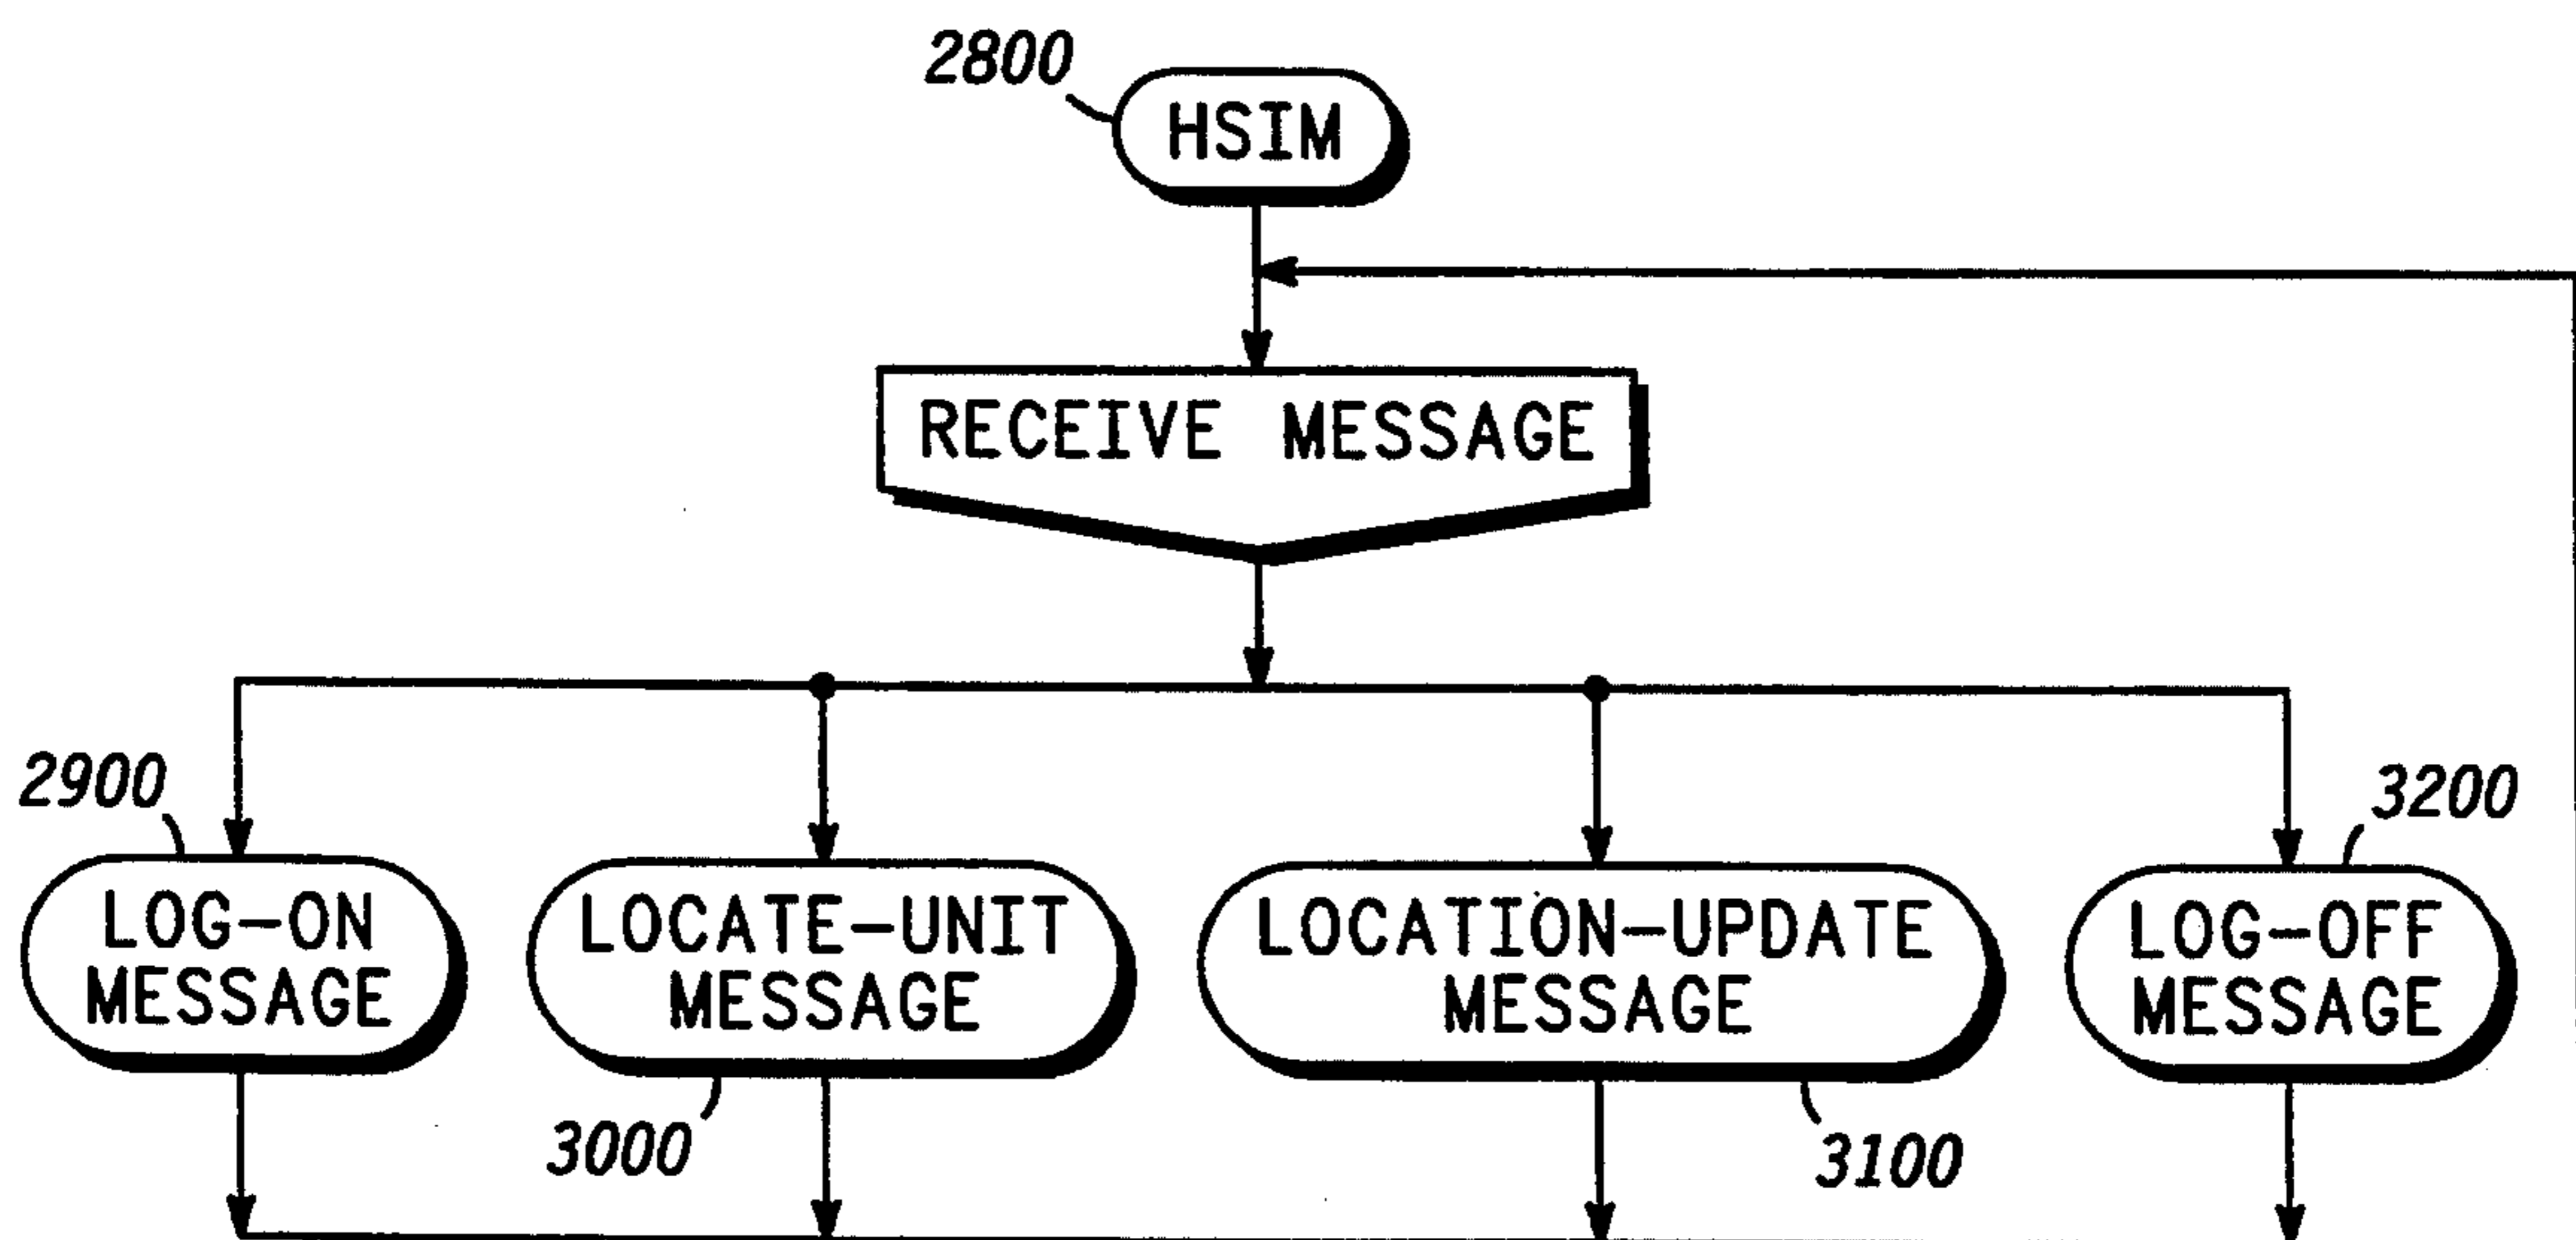 2800
HSIM
RECEIVE MESSAGE
2900
LOG-ON
MESSAGE
LOCATE-UNIT
MESSAGE
3000
LOCATION-UPDATE
MESSAGE
3100
3200
LOG-OFF
MESSAGE